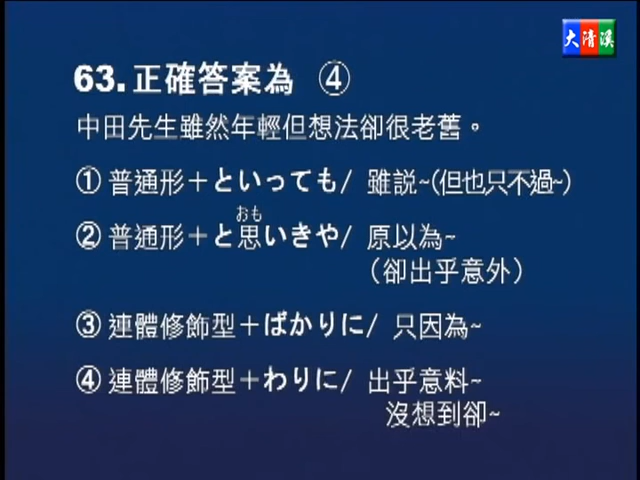 大清溪
63.正確答案為 ④
中田先生雖然年輕但想法卻很老舊。
① 普通形＋といっても/ 雖說~(但也只不過~)
おも
② 普通形＋と思いきや/ 原以為~
（卻出乎意外）
③ 連體修飾型＋ばかりに/ 只因為~
④ 連體修飾型＋わりに/ 出乎意料~
沒想到卻~